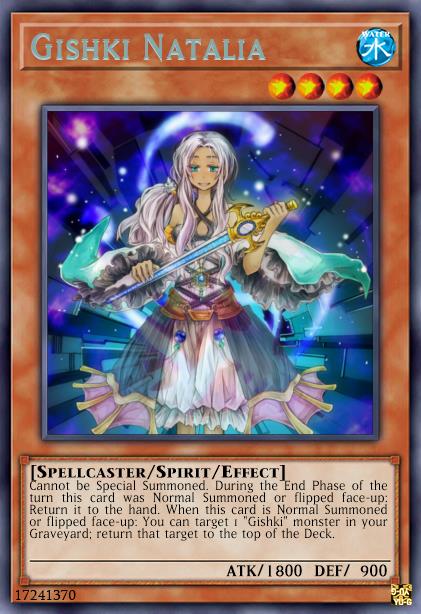 Gishki Natalia
WATER
水
[Spellcaster/Spirit/Effect]
Cannot be Special Summoned. During the End Phase of the
turn this card was Normal Summoned or flipped face-up:
Return it to the hand. When this card is Normal Summoned
or flipped face-up: You can target 1 "Gishki" monster in your
Graveyard; return that target to the top of the Deck.
ATK/1800 DEF/ 900
17241370